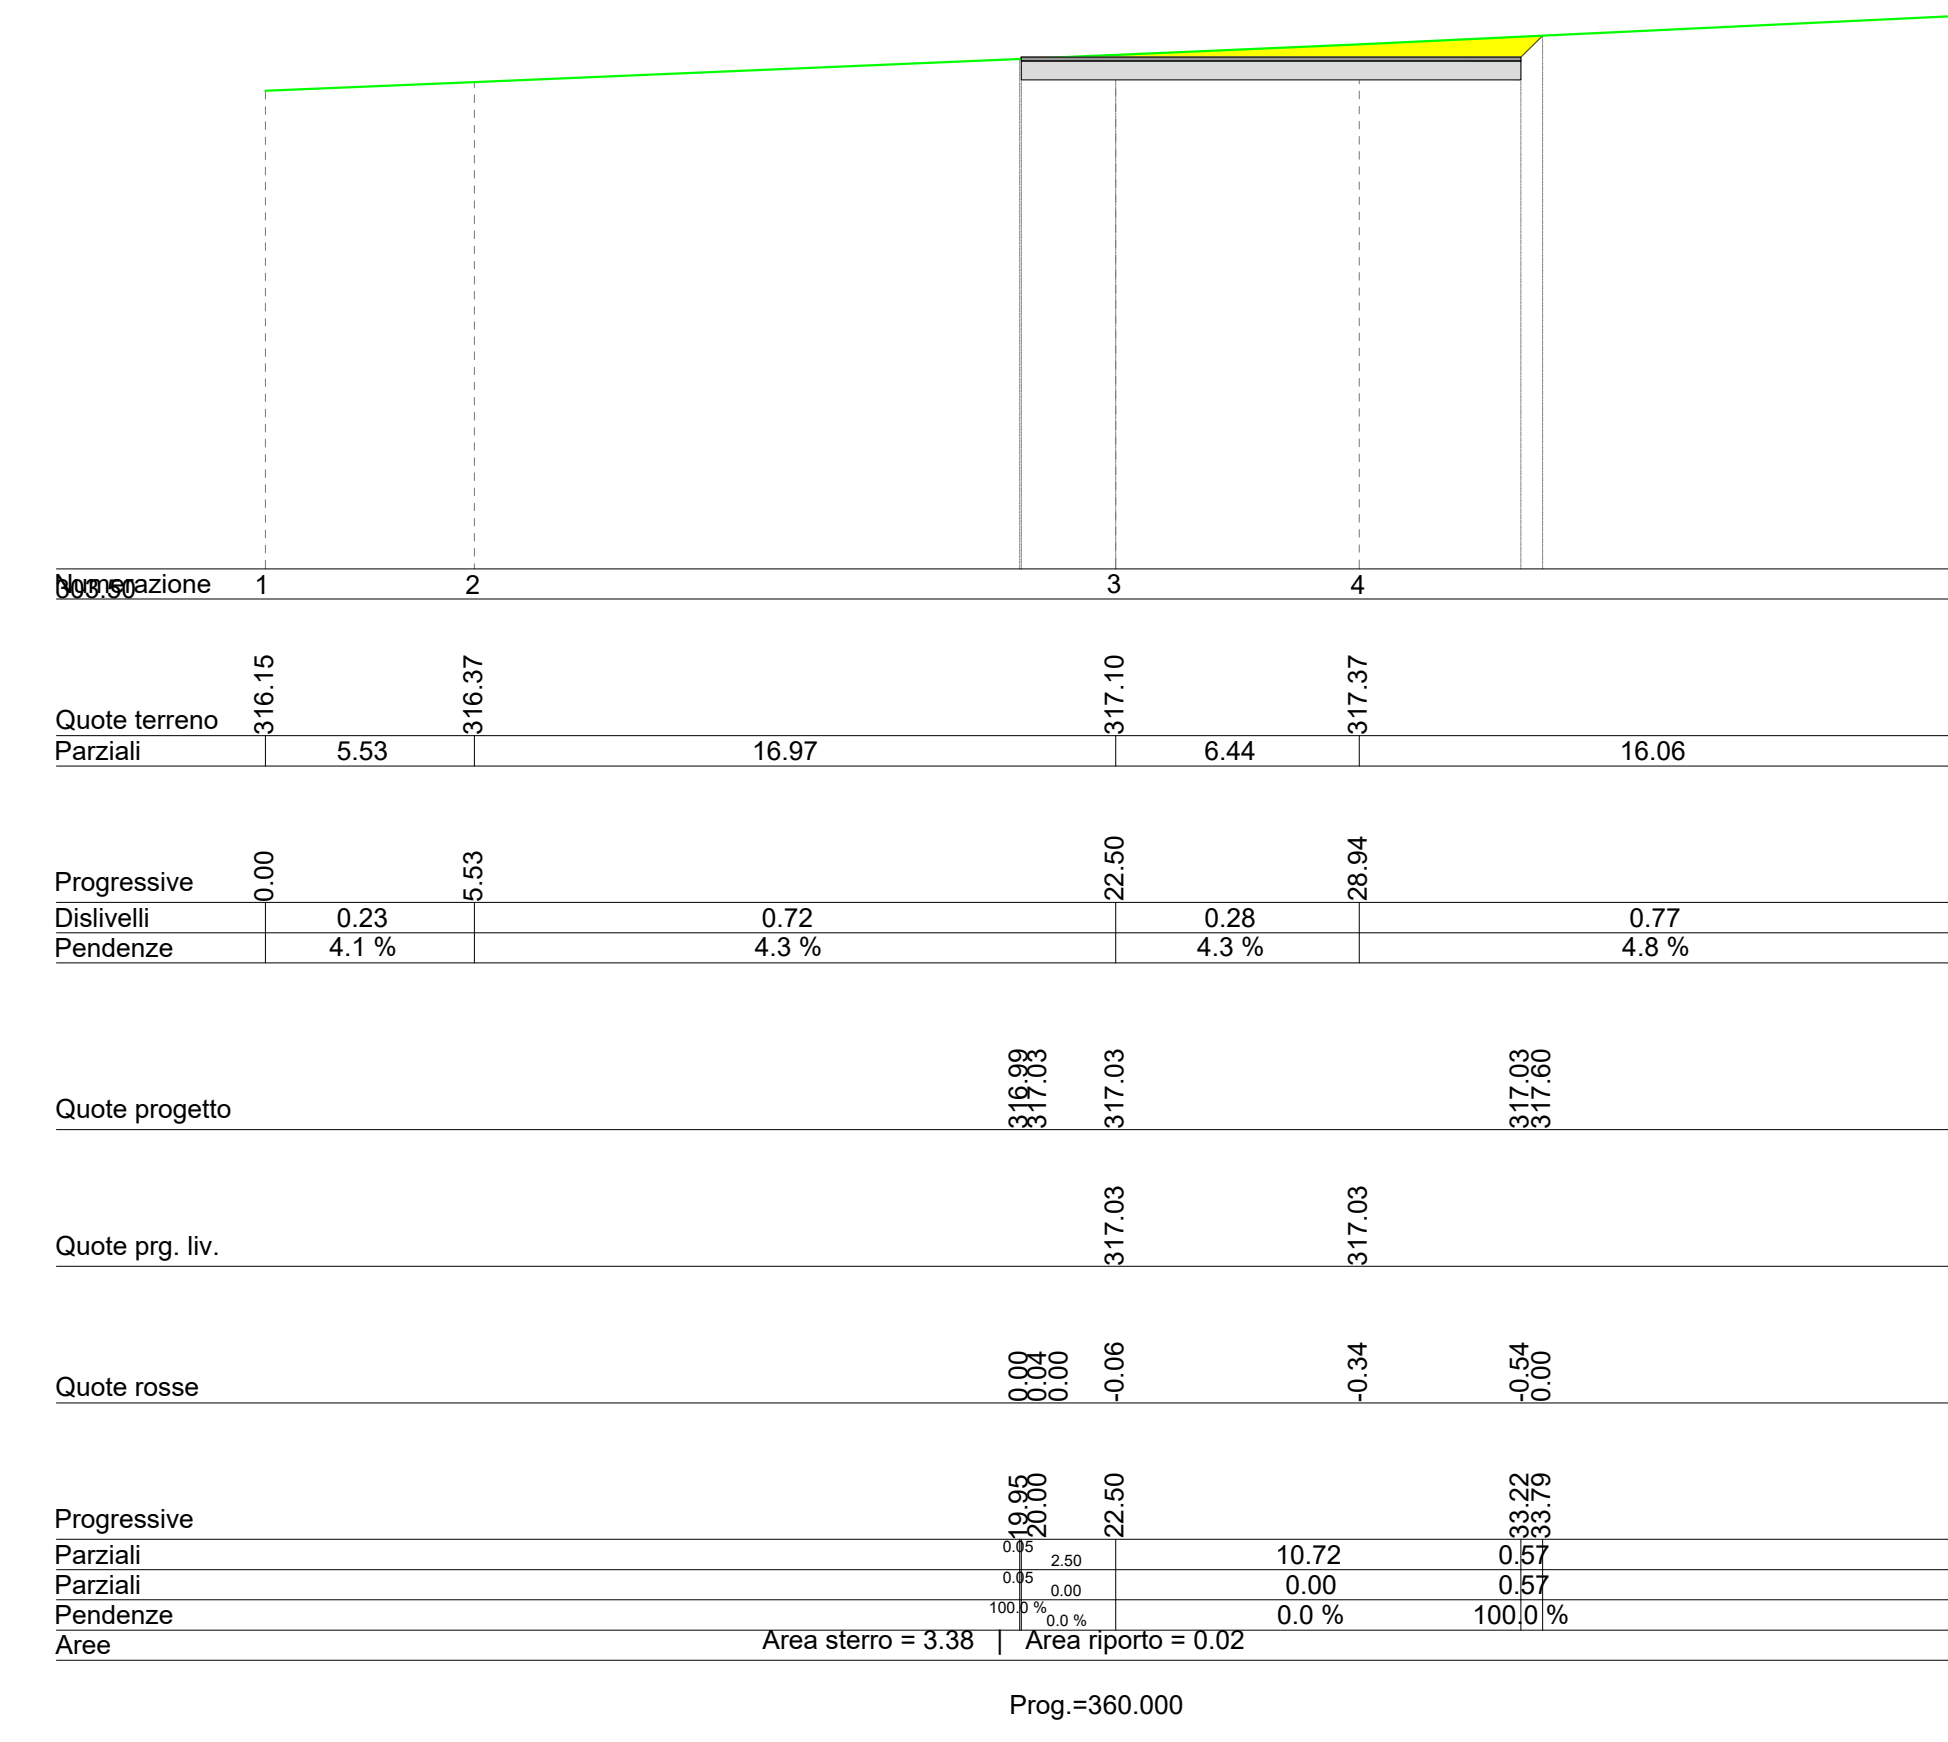 Numerazione 1 2 3 4
303.50
Quote terreno 316.15 316.37 317.10 317.37
Parziali 5.53 16.97 6.44 16.06
Progressive 0.00 5.53 22.50 28.94
Dislivelli 0.23 0.72 0.28 0.77
Pendenze 4.1 % 4.3 % 4.3 % 4.8 %
Quote progetto 316.99 317.03 317.03 317.03 317.60
Quote prg. liv. 317.03 317.03
Quote rosse 0.00 0.04 0.00 -0.06 -0.34 -0.54 0.00
Progressive 19.95 20.00 22.50 33.22 33.79
Parziali 0.05 2.50 10.72 0.57
Parziali 0.05 0.00 0.00 0.57
Pendenze 100.0 % 0.0 % 0.0 % 100.0 %
Aree Area sterro = 3.38 | Area riporto = 0.02
Prog.=360.000